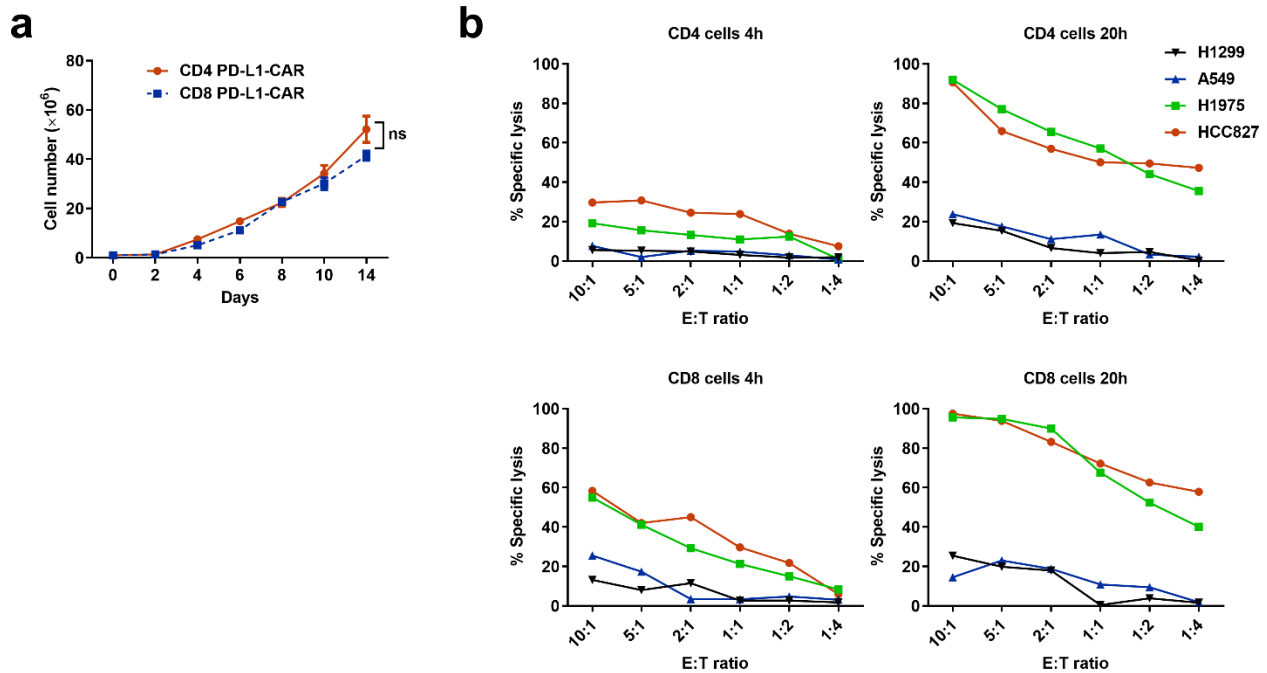 a
80
60
40
20
0
Cell number (×10⁶)
CD4 PD-L1-CAR
CD8 PD-L1-CAR
ns
0 2 4 6 8 10 14
Days
b
CD4 cells 4h
100
80
60
40
20
0
% Specific lysis
10:1 5:1 2:1 1:1 1:2 1:4
E:T ratio
CD4 cells 20h
100
80
60
40
20
0
% Specific lysis
10:1 5:1 2:1 1:1 1:2 1:4
E:T ratio
H1299
A549
H1975
HCC827
CD8 cells 4h
100
80
60
40
20
0
% Specific lysis
10:1 5:1 2:1 1:1 1:2 1:4
E:T ratio
CD8 cells 20h
100
80
60
40
20
0
% Specific lysis
10:1 5:1 2:1 1:1 1:2 1:4
E:T ratio